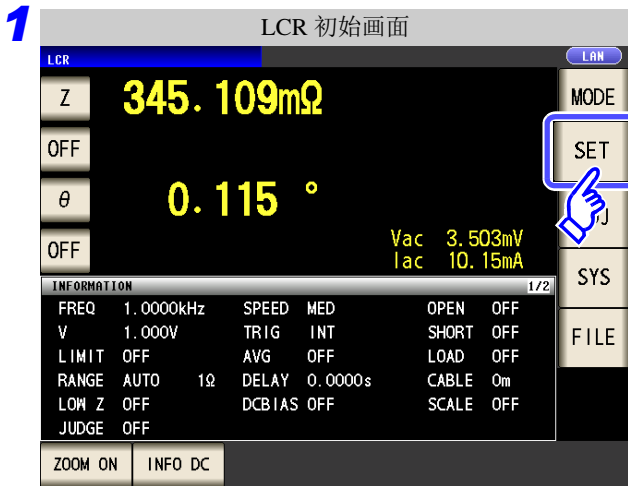 1
LCR 初始画面
LCR
LAN
Z
345.109mΩ
MODE
OFF
SET
θ
0.115 °
J
OFF
Vac 3.503mV
Iac 10.15mA
SYS
INFORMATION 1/2
FREQ 1.0000kHz SPEED MED OPEN OFF
V 1.000V TRIG INT SHORT OFF
FILE
LIMIT OFF AVG OFF LOAD OFF
RANGE AUTO 1Ω DELAY 0.0000s CABLE 0m
LOW Z OFF DCBIAS OFF SCALE OFF
JUDGE OFF
ZOOM ON INFO DC